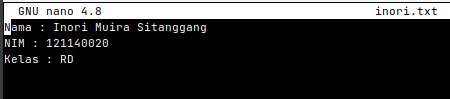 GNU nano 4.8 inori.txt
Nama : Inori Muira Sitanggang
NIM : 121140020
Kelas : RD